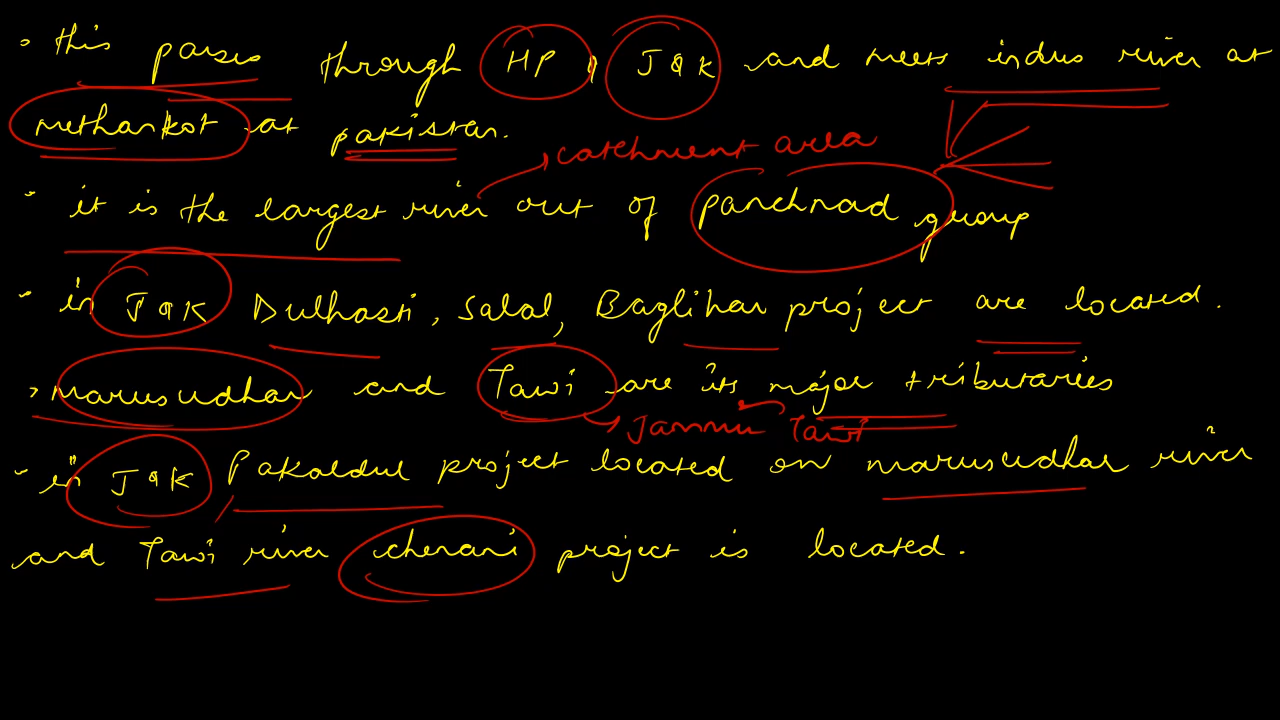 • this passes through HP, J&K and meets indus river at
methankot at pakistan.
→ catchment area
• it is the largest river out of panchnad group
• in J&K Dulhasti, Salal, Baglihar project are located.
• marusudhar and Tawi are its major tributaries
→ Jammu Tawi
• in J&K Pakaldul project located on marusudhar river
and Tawi river chenani project is located.